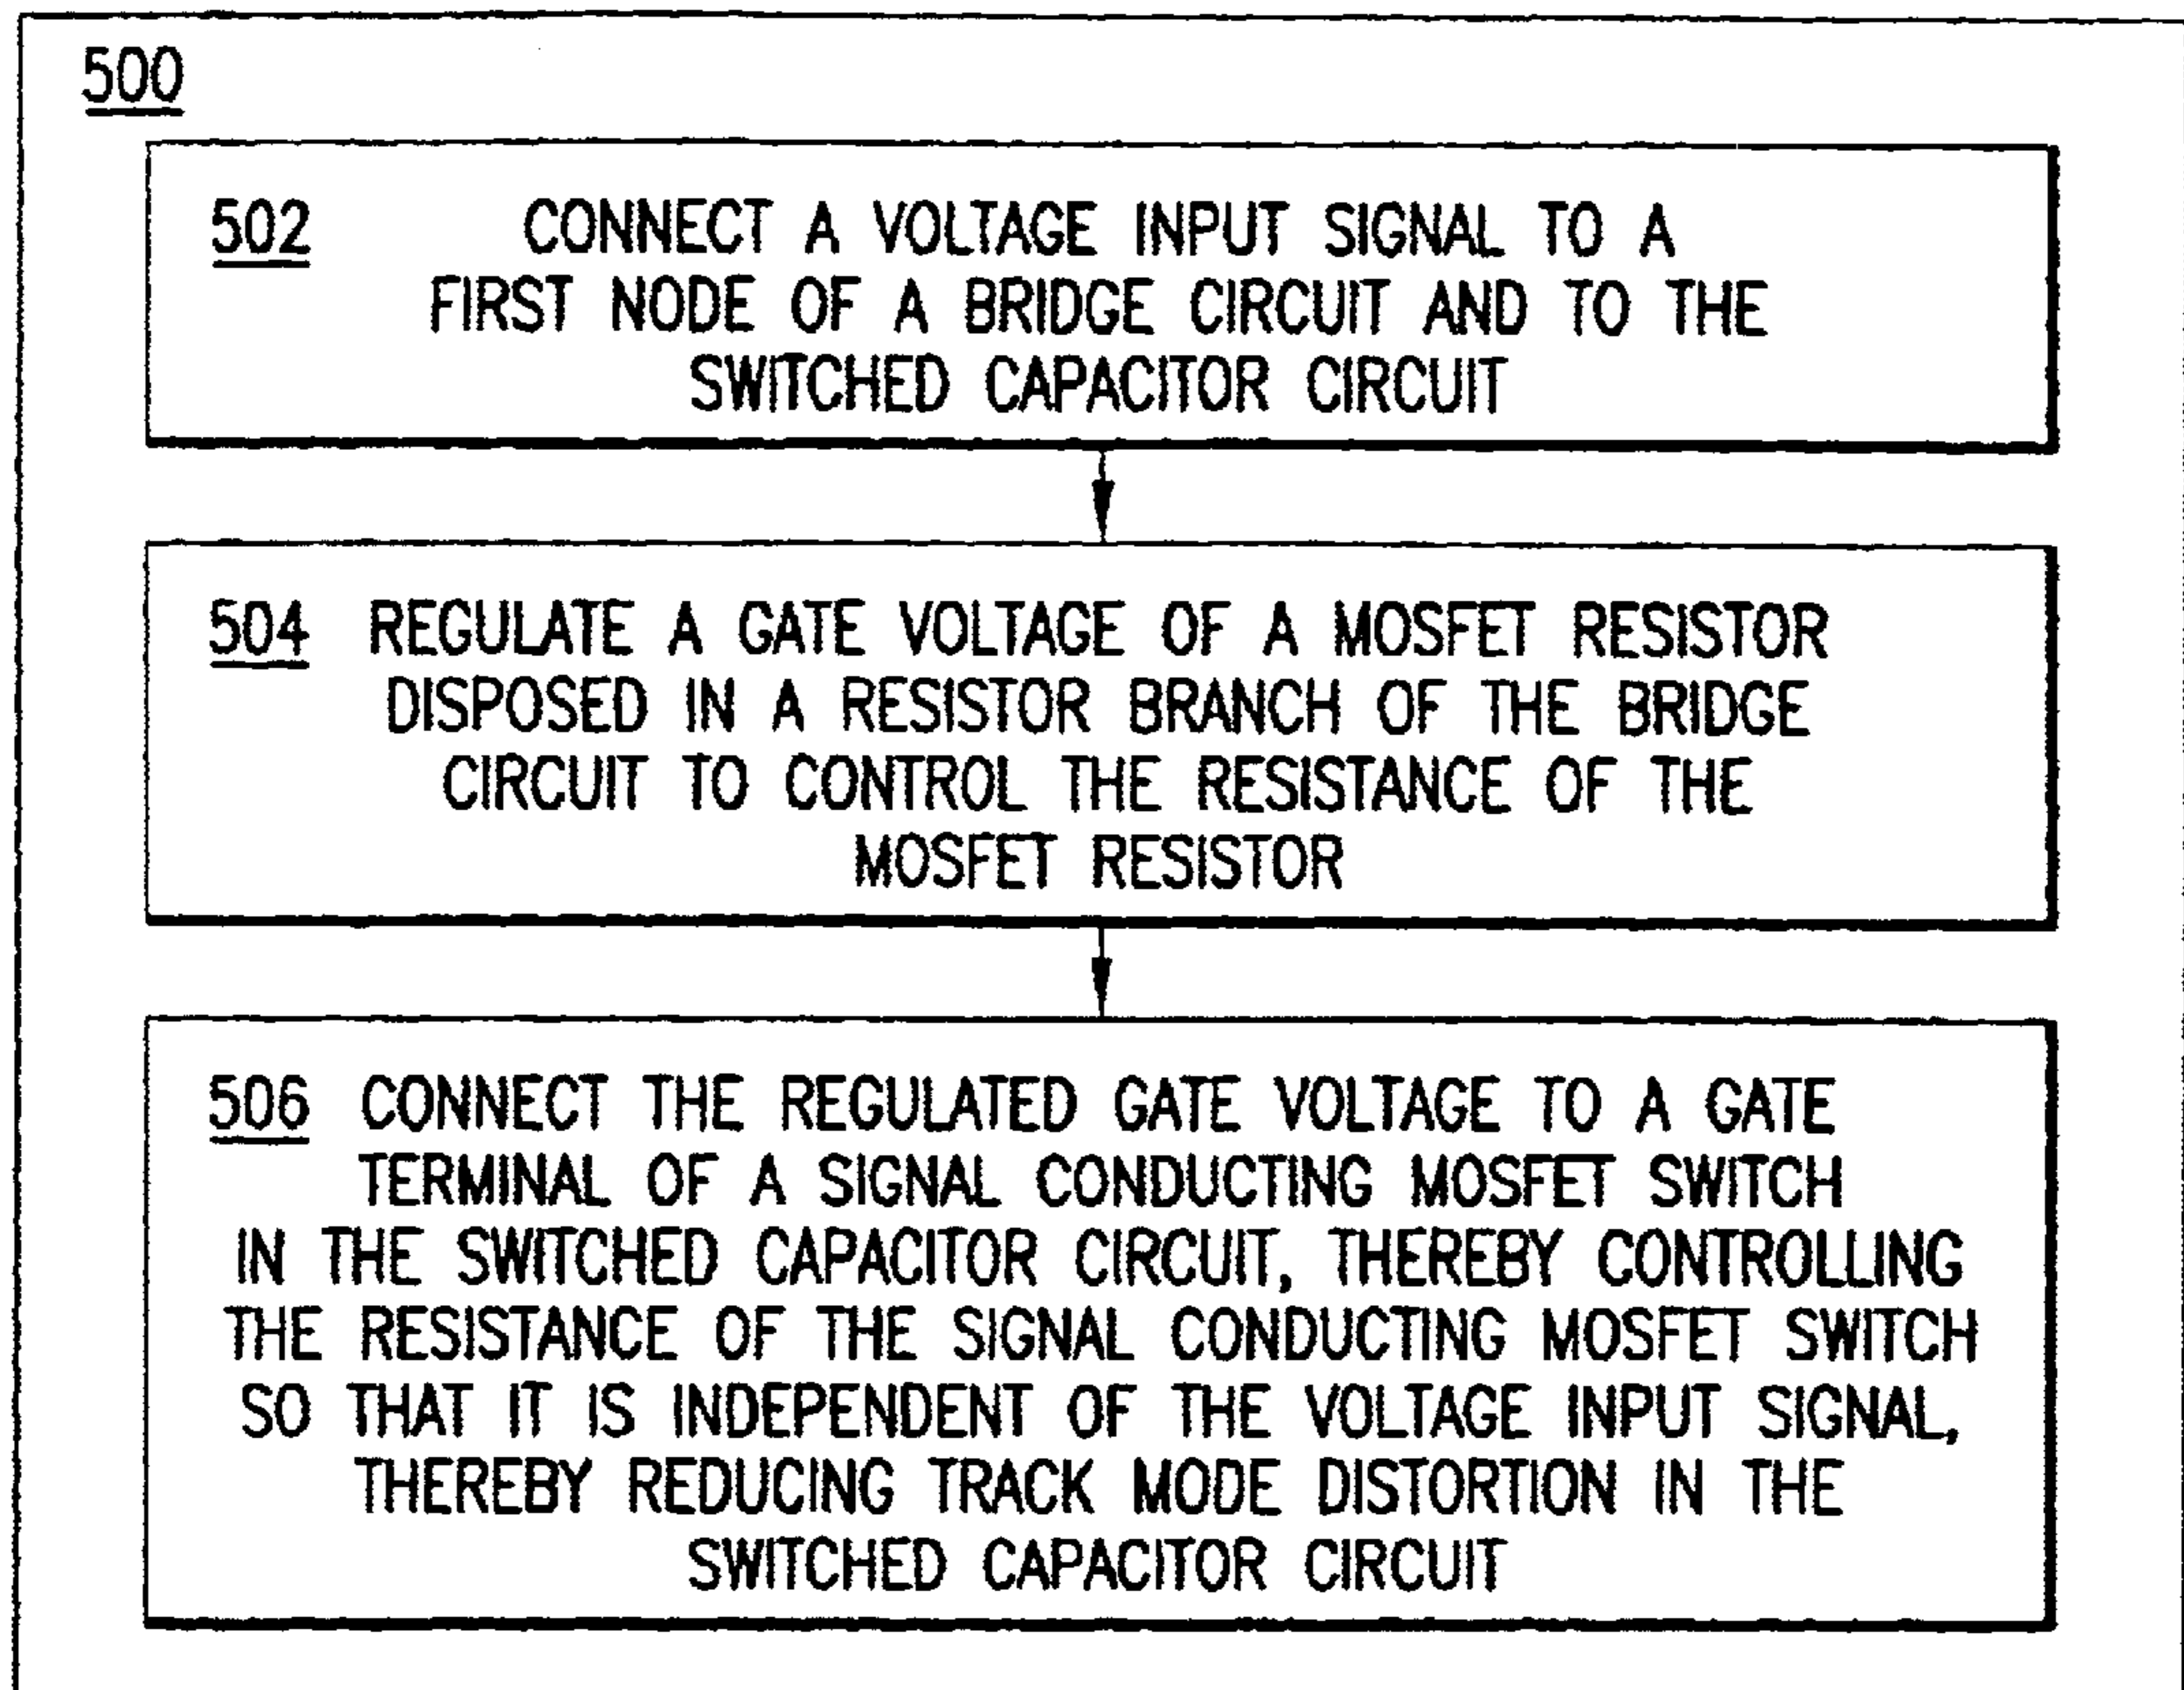 500
502 CONNECT A VOLTAGE INPUT SIGNAL TO A
FIRST NODE OF A BRIDGE CIRCUIT AND TO THE
SWITCHED CAPACITOR CIRCUIT
504 REGULATE A GATE VOLTAGE OF A MOSFET RESISTOR
DISPOSED IN A RESISTOR BRANCH OF THE BRIDGE
CIRCUIT TO CONTROL THE RESISTANCE OF THE
MOSFET RESISTOR
506 CONNECT THE REGULATED GATE VOLTAGE TO A GATE
TERMINAL OF A SIGNAL CONDUCTING MOSFET SWITCH
IN THE SWITCHED CAPACITOR CIRCUIT, THEREBY CONTROLLING
THE RESISTANCE OF THE SIGNAL CONDUCTING MOSFET SWITCH
SO THAT IT IS INDEPENDENT OF THE VOLTAGE INPUT SIGNAL,
THEREBY REDUCING TRACK MODE DISTORTION IN THE
SWITCHED CAPACITOR CIRCUIT